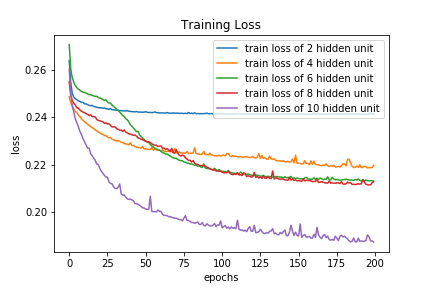 Training Loss
train loss of 2 hidden unit
train loss of 4 hidden unit
train loss of 6 hidden unit
train loss of 8 hidden unit
train loss of 10 hidden unit
loss
0.26
0.24
0.22
0.20
0 25 50 75 100 125 150 175 200
epochs